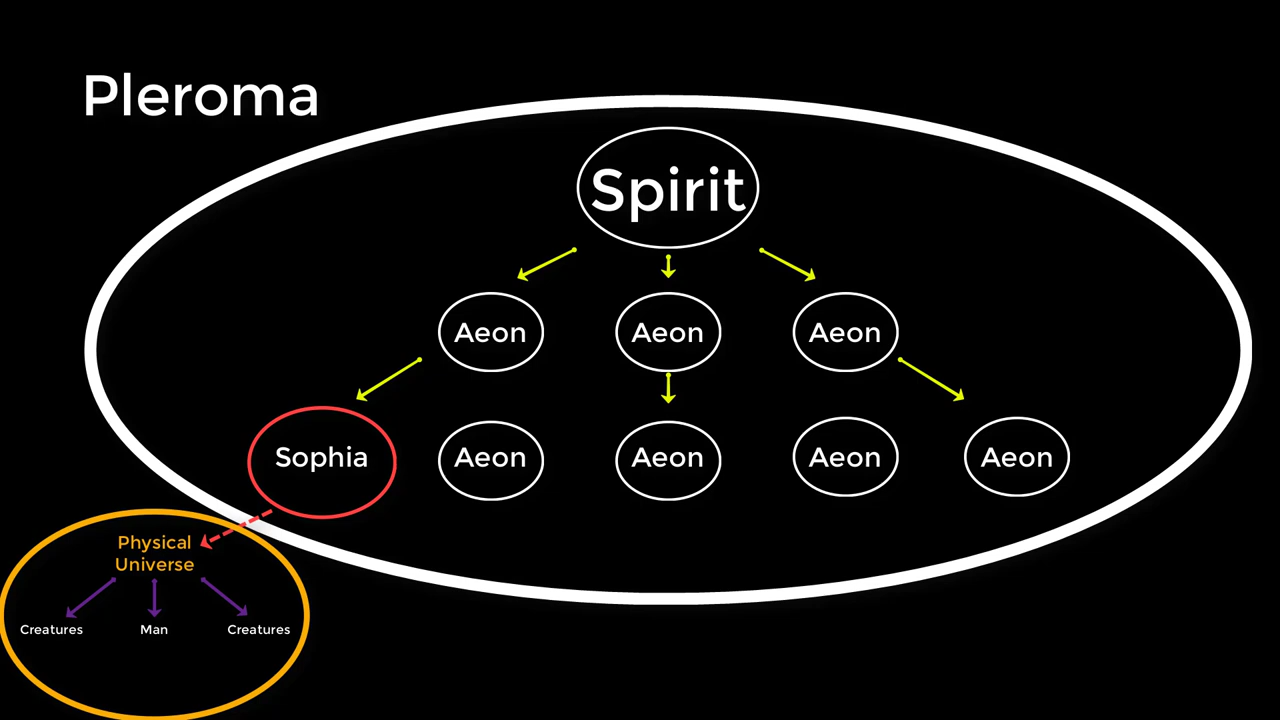 Pleroma
Spirit
Aeon
Aeon
Aeon
Sophia
Aeon
Aeon
Aeon
Aeon
Physical
Universe
Creatures
Man
Creatures